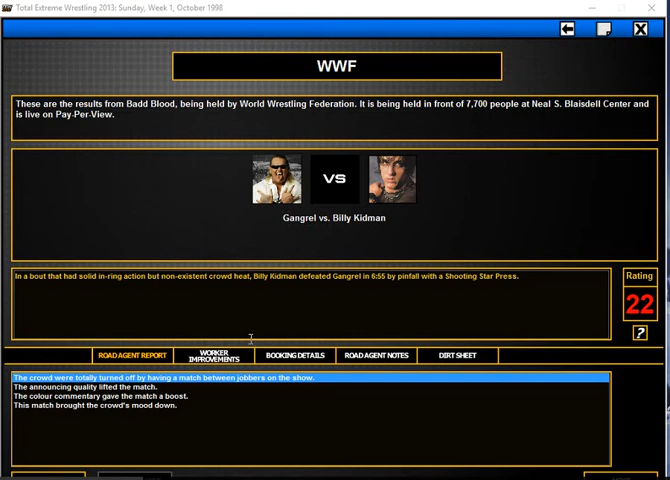 Total Extreme Wrestling 2013: Sunday, Week 1, October 1998
WWF
These are the results from Badd Blood, being held by World Wrestling Federation. It is being held in front of 7,700 people at Neal S. Blaisdell Center and
is live on Pay-Per-View.
VS
Gangrel vs. Billy Kidman
In a bout that had solid in-ring action but non-existent crowd heat, Billy Kidman defeated Gangrel in 6:55 by pinfall with a Shooting Star Press.
Rating
22
?
ROAD AGENT REPORT
WORKER
IMPROVEMENTS
BOOKING DETAILS
ROAD AGENT NOTES
DIRT SHEET
The crowd were totally turned off by having a match between jobbers on the show.
The announcing quality lifted the match.
The colour commentary gave the match a boost.
This match brought the crowd's mood down.